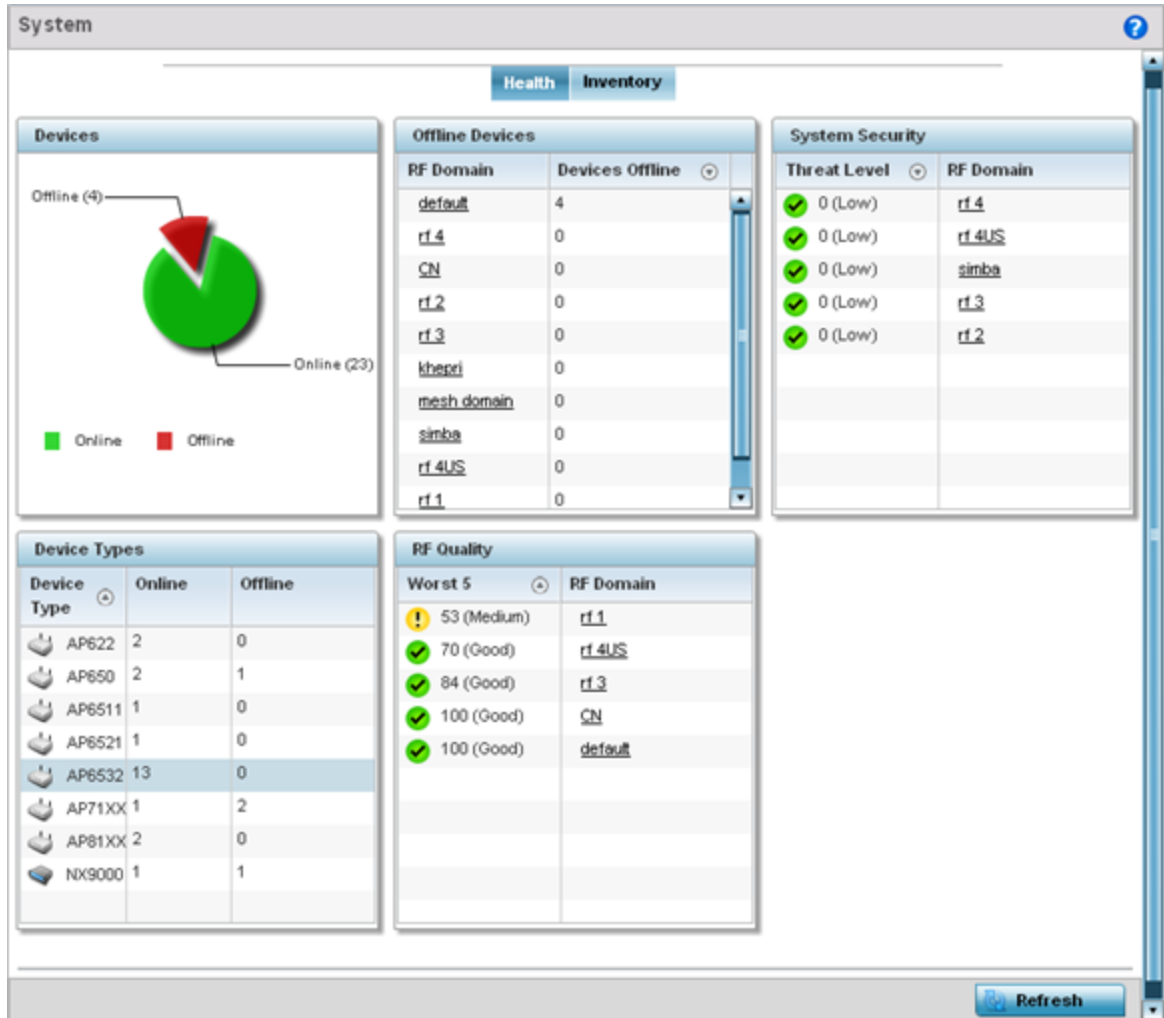 System
Health Inventory
Devices
Offline (4)
Online (23)
Online Offline
Offline Devices
RF Domain Devices Offline
default 4
rf 4 0
CN 0
rf 2 0
rf 3 0
khepri 0
mesh domain 0
simba 0
rf 4US 0
rf 1 0
System Security
Threat Level RF Domain
0 (Low) rf 4
0 (Low) rf 4US
0 (Low) simba
0 (Low) rf 3
0 (Low) rf 2
Device Types
Device Type Online Offline
AP622 2 0
AP650 2 1
AP6511 1 0
AP6521 1 0
AP6532 13 0
AP71XX 1 2
AP81XX 2 0
NX9000 1 1
RF Quality
Worst 5 RF Domain
53 (Medium) rf 1
70 (Good) rf 4US
84 (Good) rf 3
100 (Good) CN
100 (Good) default
Refresh